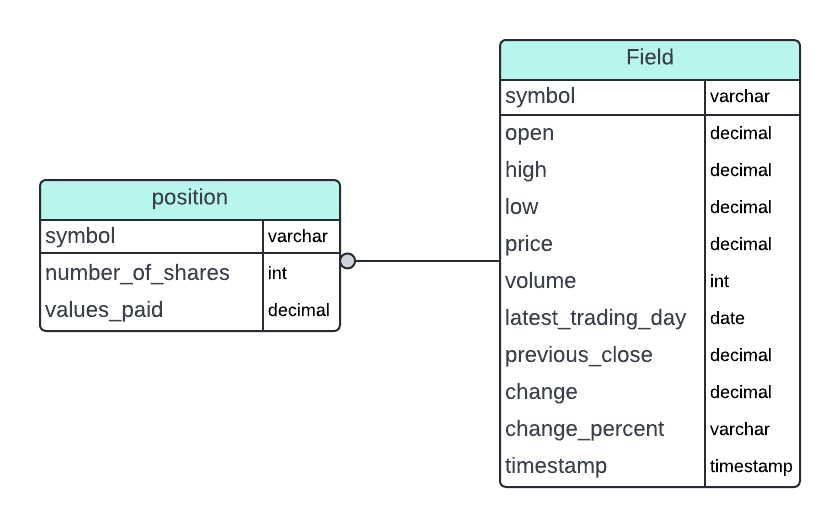 position
symbol varchar
number_of_shares int
values_paid decimal
Field
symbol varchar
open decimal
high decimal
low decimal
price decimal
volume int
latest_trading_day date
previous_close decimal
change decimal
change_percent varchar
timestamp timestamp